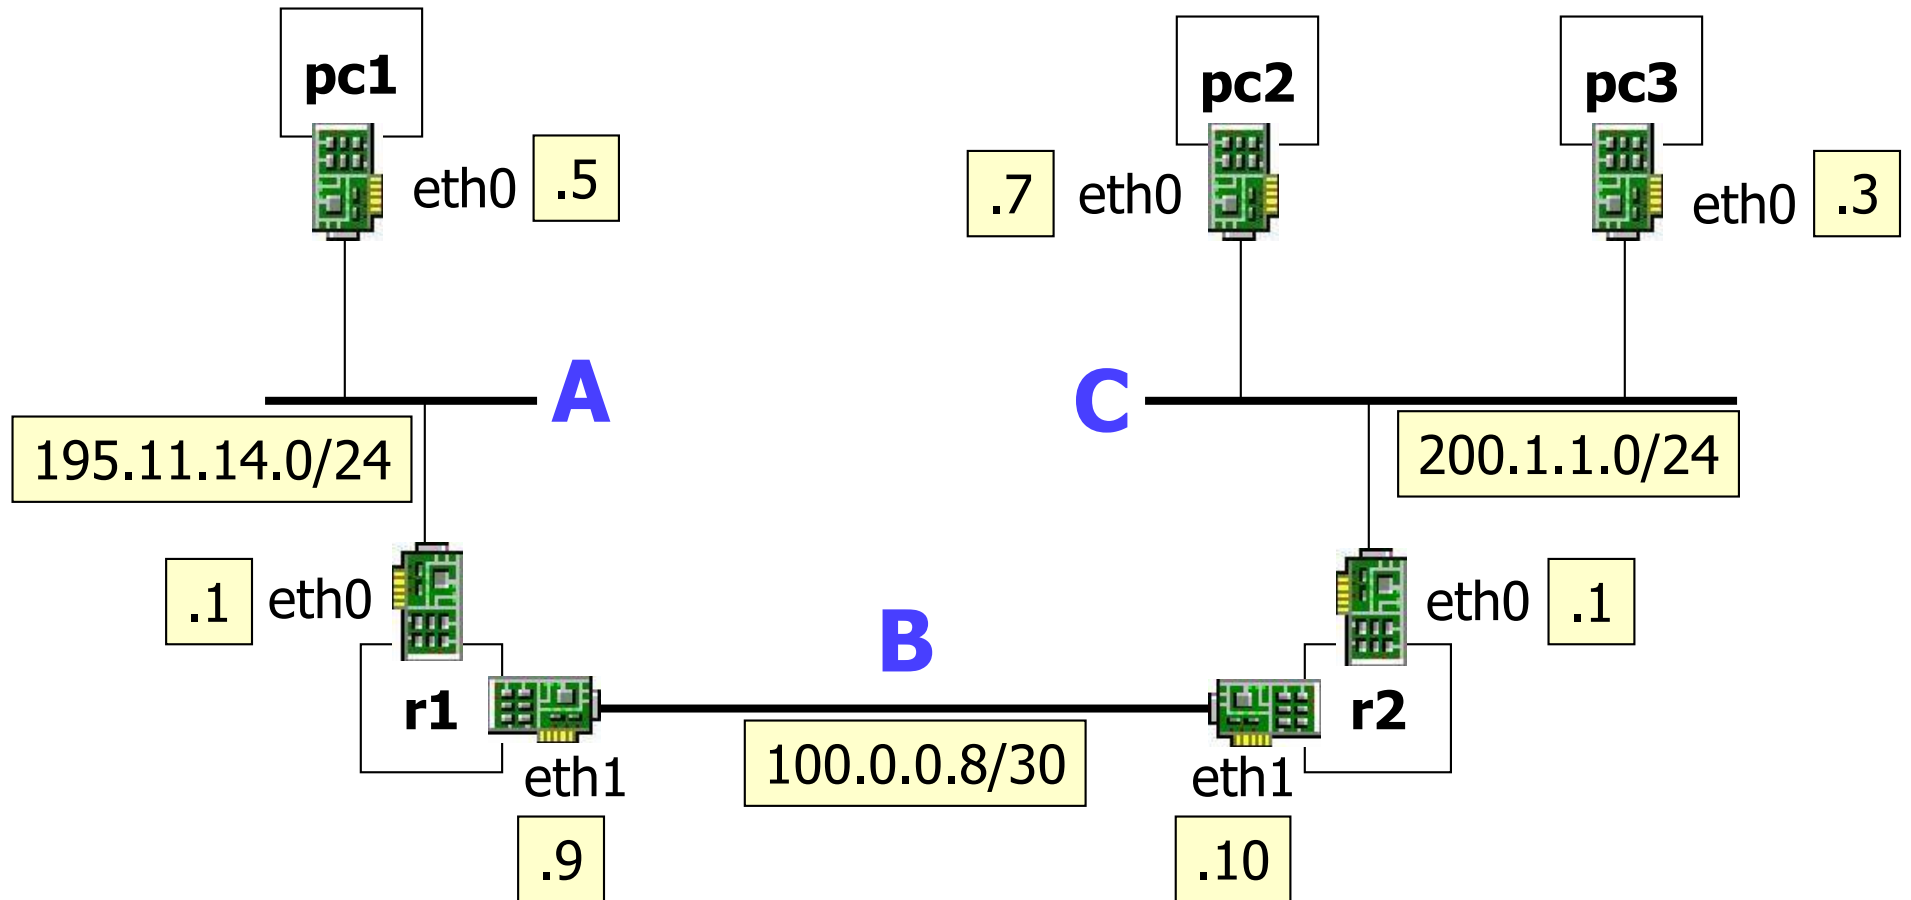 pc1
pc2
pc3
eth0
.5
.7
eth0
eth0
.3
A
C
195.11.14.0/24
200.1.1.0/24
.1
eth0
eth0
.1
B
r1
r2
100.0.0.8/30
eth1
eth1
.9
.10